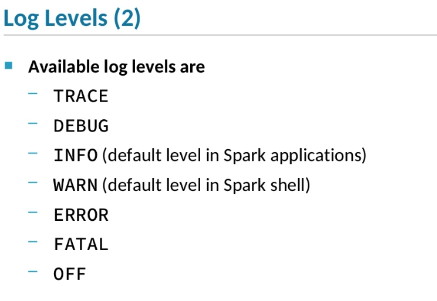 Log Levels (2)
Available log levels are
– TRACE
– DEBUG
– INFO (default level in Spark applications)
– WARN (default level in Spark shell)
– ERROR
– FATAL
– OFF